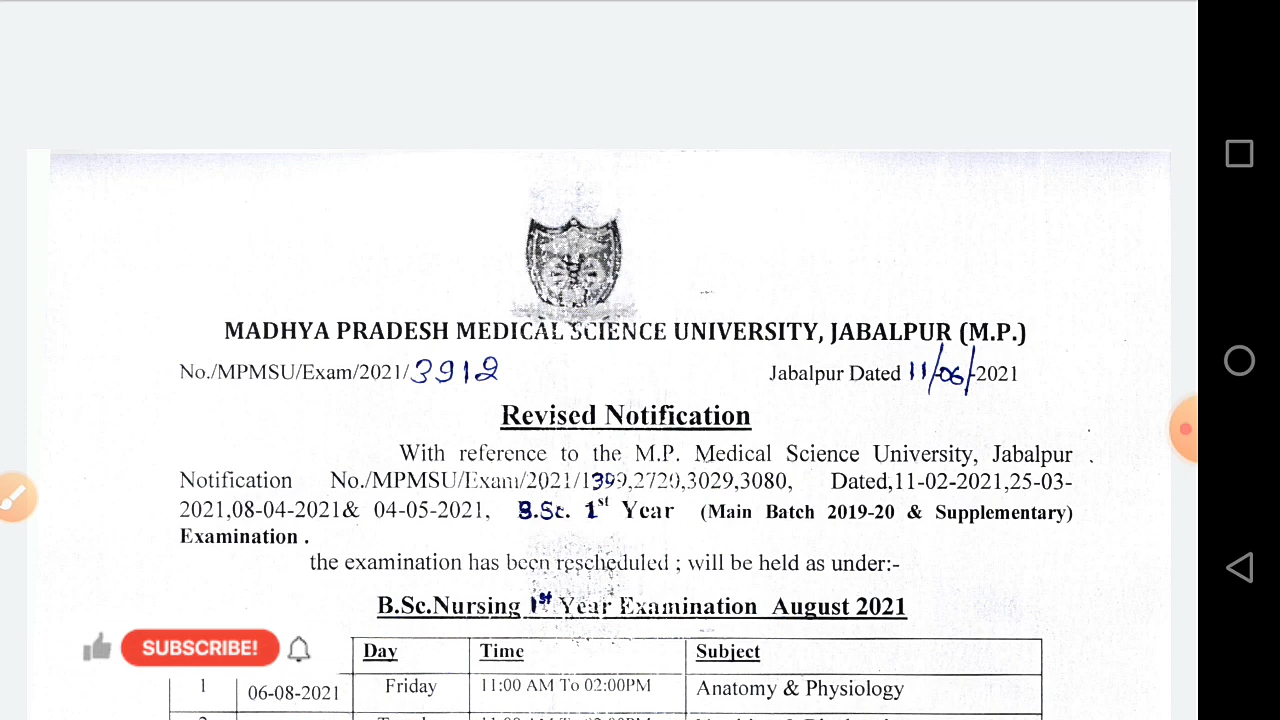 MADHYA PRADESH MEDICAL SCIENCE UNIVERSITY, JABALPUR (M.P.)
No./MPMSU/Exam/2021/3912 Jabalpur Dated 11/06/-2021
Revised Notification
With reference to the M.P. Medical Science University, Jabalpur
Notification No./MPMSU/Exam/2021/1399,2720,3029,3080, Dated,11-02-2021,25-03-
2021,08-04-2021& 04-05-2021, B.Sc. 1st Year (Main Batch 2019-20 & Supplementary)
Examination .
the examination has been rescheduled ; will be held as under:-
B.Sc.Nursing 1st Year Examination August 2021
SUBSCRIBE! Day Time Subject
1 06-08-2021 Friday 11:00 AM To 02:00PM Anatomy & Physiology